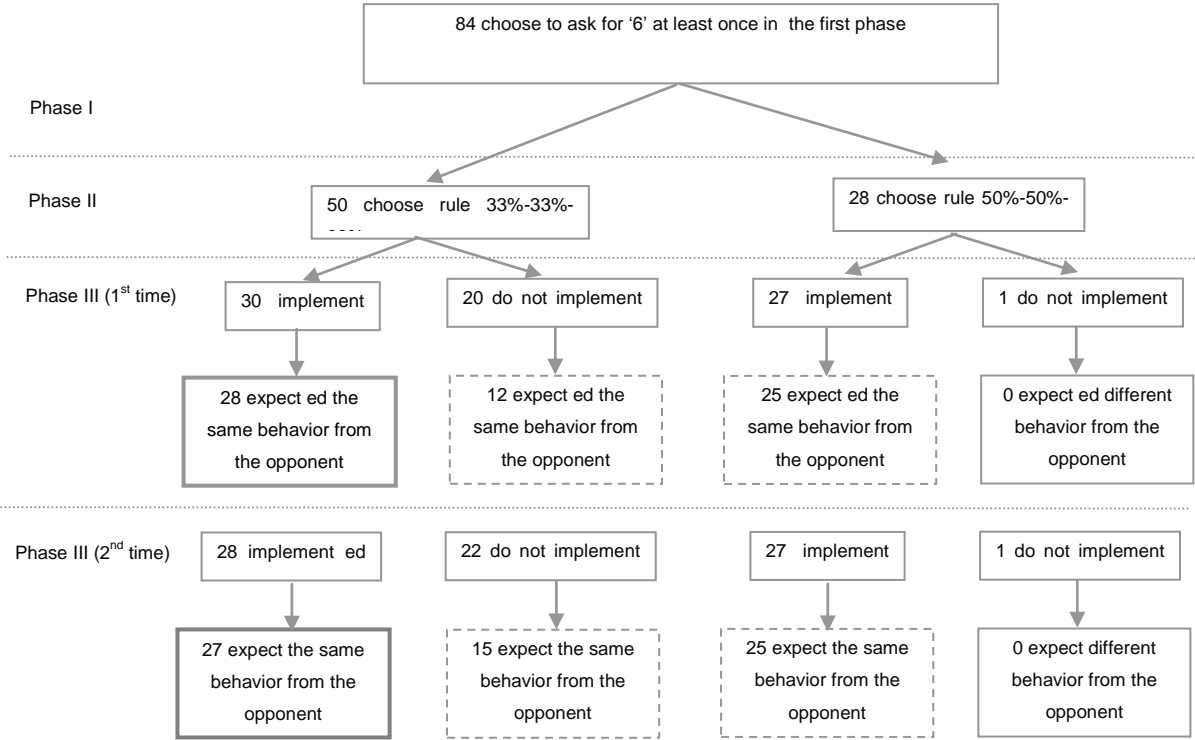 84 choose to ask for ‘6’ at least once in the first phase
Phase I
Phase II
50 choose rule 33%-33%-
28 choose rule 50%-50%-
Phase III (1st time)
30 implement
20 do not implement
27 implement
1 do not implement
28 expect ed the
same behavior from
the opponent
12 expect ed the
same behavior from
the opponent
25 expect ed the
same behavior from
the opponent
0 expect ed different
behavior from the
opponent
Phase III (2nd time)
28 implement ed
22 do not implement
27 implement
1 do not implement
27 expect the same
behavior from the
opponent
15 expect the same
behavior from the
opponent
25 expect the same
behavior from the
opponent
0 expect different
behavior from the
opponent